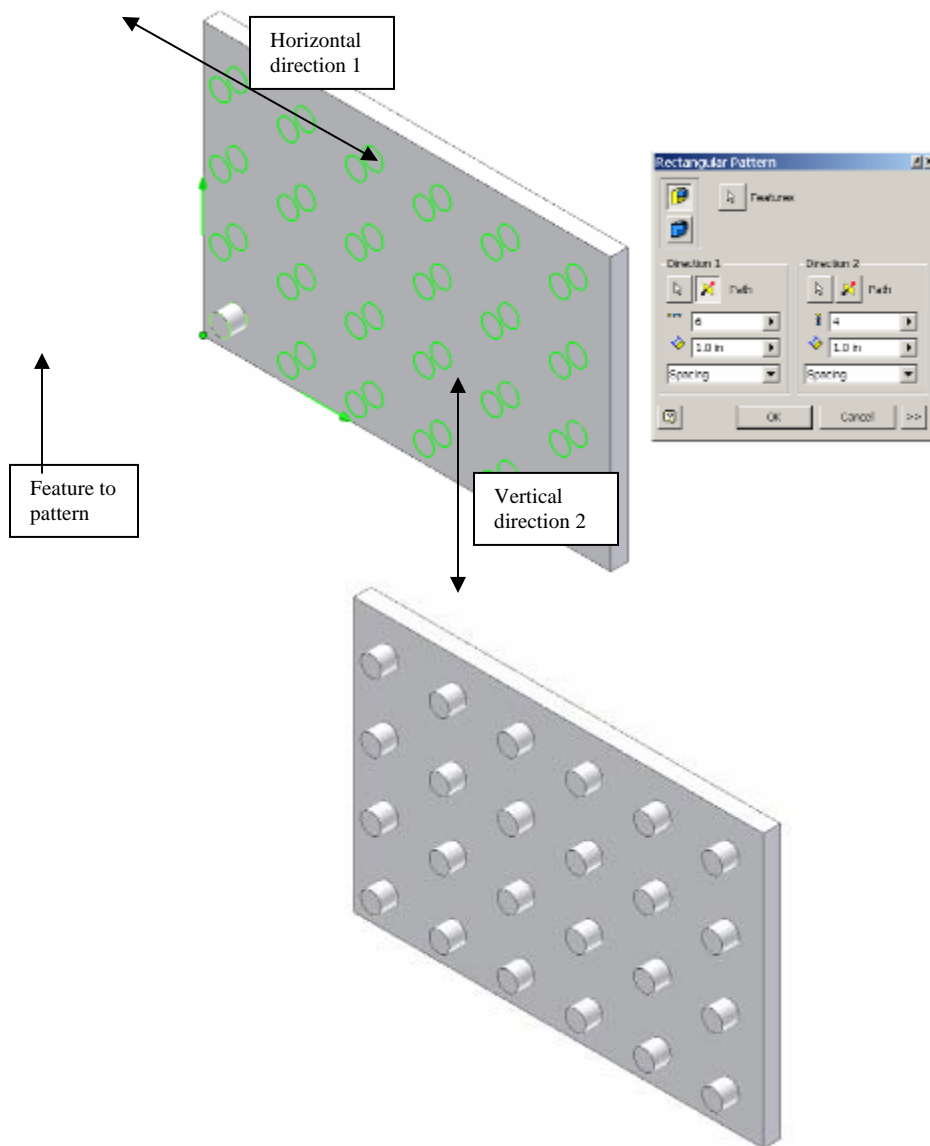 Horizontal
direction 1
Rectangular Pattern
Features
Direction 1
Direction 2
Path
Path
6
4
1.0 in
1.0 in
Spacing
Spacing
OK
Cancel
>>
Feature to
pattern
Vertical
direction 2